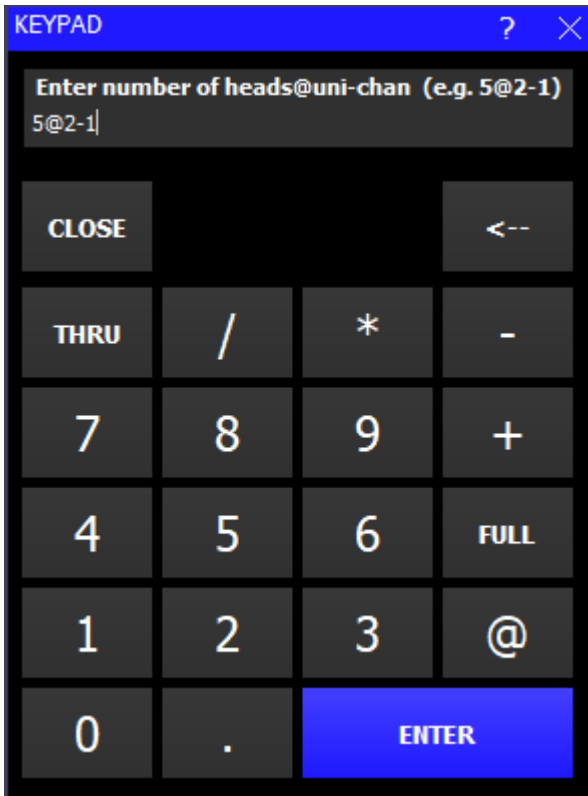 KEYPAD ? ×
Enter number of heads@uni-chan (e.g. 5@2-1)
5@2-1
CLOSE <--
THRU / * -
7 8 9 +
4 5 6 FULL
1 2 3 @
0 . ENTER